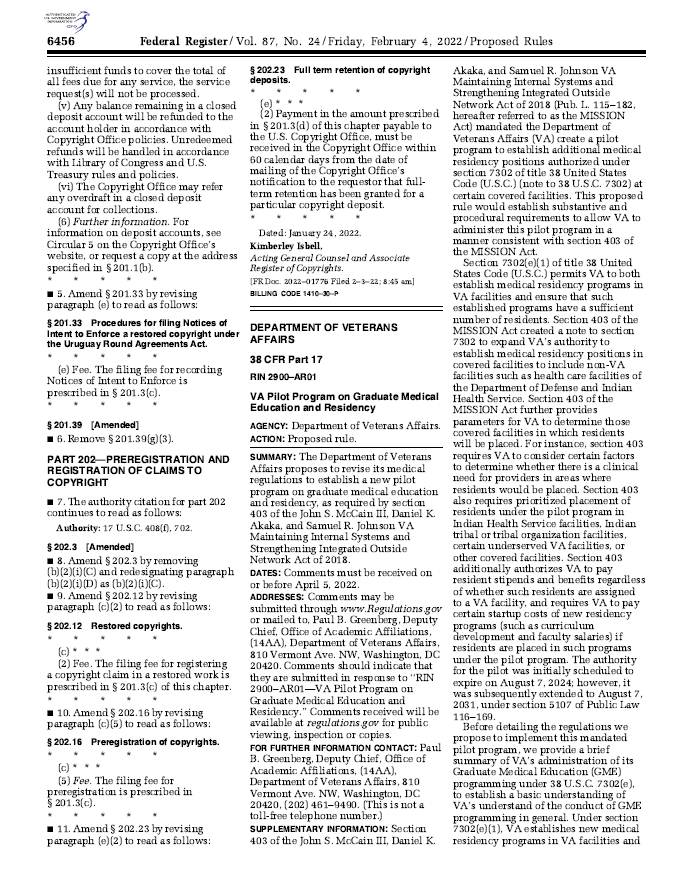 AUTHENTICATED
U.S. GOVERNMENT
INFORMATION
GPO
6456
Federal Register / Vol. 87, No. 24 / Friday, February 4, 2022 / Proposed Rules
insufficient funds to cover the total of
all fees due for any service, the service
request(s) will not be processed.
(v) Any balance remaining in a closed
deposit account will be refunded to the
account holder in accordance with
Copyright Office policies. Unredeemed
refunds will be handled in accordance
with Library of Congress and U.S.
Treasury rules and policies.
(vi) The Copyright Office may refer
any overdraft in a closed deposit
account for collections.
(6) Further information. For
information on deposit accounts, see
Circular 5 on the Copyright Office's
website, or request a copy at the address
specified in § 201.1(b).
* * * * *
■ 5. Amend § 201.33 by revising
paragraph (e) to read as follows:
§ 201.33 Procedures for filing Notices of
Intent to Enforce a restored copyright under
the Uruguay Round Agreements Act.
* * * * *
(e) Fee. The filing fee for recording
Notices of Intent to Enforce is
prescribed in § 201.3(c).
* * * * *
§ 201.39 [Amended]
■ 6. Remove § 201.39(g)(3).
PART 202—PREREGISTRATION AND
REGISTRATION OF CLAIMS TO
COPYRIGHT
■ 7. The authority citation for part 202
continues to read as follows:
Authority: 17 U.S.C. 408(f), 702.
§ 202.3 [Amended]
■ 8. Amend § 202.3 by removing
(b)(2)(i)(C) and redesignating paragraph
(b)(2)(i)(D) as (b)(2)(i)(C).
■ 9. Amend § 202.12 by revising
paragraph (c)(2) to read as follows:
§ 202.12 Restored copyrights.
* * * * *
(c) * * *
(2) Fee. The filing fee for registering
a copyright claim in a restored work is
prescribed in § 201.3(c) of this chapter.
* * * * *
■ 10. Amend § 202.16 by revising
paragraph (c)(5) to read as follows:
§ 202.16 Preregistration of copyrights.
* * * * *
(c) * * *
(5) Fee. The filing fee for
preregistration is prescribed in
§ 201.3(c).
* * * * *
■ 11. Amend § 202.23 by revising
paragraph (e)(2) to read as follows:
§ 202.23 Full term retention of copyright
deposits.
* * * * *
(e) * * *
(2) Payment in the amount prescribed
in § 201.3(d) of this chapter payable to
the U.S. Copyright Office, must be
received in the Copyright Office within
60 calendar days from the date of
mailing of the Copyright Office's
notification to the requestor that full-
term retention has been granted for a
particular copyright deposit.
* * * * *
Dated: January 24, 2022.
Kimberley Isbell,
Acting General Counsel and Associate
Register of Copyrights.
[FR Doc. 2022–01776 Filed 2–3–22; 8:45 am]
BILLING CODE 1410–30–P
DEPARTMENT OF VETERANS
AFFAIRS
38 CFR Part 17
RIN 2900–AR01
VA Pilot Program on Graduate Medical
Education and Residency
AGENCY: Department of Veterans Affairs.
ACTION: Proposed rule.
SUMMARY: The Department of Veterans
Affairs proposes to revise its medical
regulations to establish a new pilot
program on graduate medical education
and residency, as required by section
403 of the John S. McCain III, Daniel K.
Akaka, and Samuel R. Johnson VA
Maintaining Internal Systems and
Strengthening Integrated Outside
Network Act of 2018.
DATES: Comments must be received on
or before April 5, 2022.
ADDRESSES: Comments may be
submitted through www.Regulations.gov
or mailed to, Paul B. Greenberg, Deputy
Chief, Office of Academic Affiliations,
(14AA), Department of Veterans Affairs,
810 Vermont Ave. NW, Washington, DC
20420. Comments should indicate that
they are submitted in response to "RIN
2900–AR01—VA Pilot Program on
Graduate Medical Education and
Residency." Comments received will be
available at regulations.gov for public
viewing, inspection or copies.
FOR FURTHER INFORMATION CONTACT: Paul
B. Greenberg, Deputy Chief, Office of
Academic Affiliations, (14AA),
Department of Veterans Affairs, 810
Vermont Ave. NW, Washington, DC
20420, (202) 461–9490. (This is not a
toll-free telephone number.)
SUPPLEMENTARY INFORMATION: Section
403 of the John S. McCain III, Daniel K.
Akaka, and Samuel R. Johnson VA
Maintaining Internal Systems and
Strengthening Integrated Outside
Network Act of 2018 (Pub. L. 115–182,
hereafter referred to as the MISSION
Act) mandated the Department of
Veterans Affairs (VA) create a pilot
program to establish additional medical
residency positions authorized under
section 7302 of title 38 United States
Code (U.S.C.) (note to 38 U.S.C. 7302) at
certain covered facilities. This proposed
rule would establish substantive and
procedural requirements to allow VA to
administer this pilot program in a
manner consistent with section 403 of
the MISSION Act.
Section 7302(e)(1) of title 38 United
States Code (U.S.C.) permits VA to both
establish medical residency programs in
VA facilities and ensure that such
established programs have a sufficient
number of residents. Section 403 of the
MISSION Act created a note to section
7302 to expand VA's authority to
establish medical residency positions in
covered facilities to include non-VA
facilities such as health care facilities of
the Department of Defense and Indian
Health Service. Section 403 of the
MISSION Act further provides
parameters for VA to determine those
covered facilities in which residents
will be placed. For instance, section 403
requires VA to consider certain factors
to determine whether there is a clinical
need for providers in areas where
residents would be placed. Section 403
also requires prioritized placement of
residents under the pilot program in
Indian Health Service facilities, Indian
tribal or tribal organization facilities,
certain underserved VA facilities, or
other covered facilities. Section 403
additionally authorizes VA to pay
resident stipends and benefits regardless
of whether such residents are assigned
to a VA facility, and requires VA to pay
certain startup costs of new residency
programs (such as curriculum
development and faculty salaries) if
residents are placed in such programs
under the pilot program. The authority
for the pilot was initially scheduled to
expire on August 7, 2024; however, it
was subsequently extended to August 7,
2031, under section 5107 of Public Law
116–169.
Before detailing the regulations we
propose to implement this mandated
pilot program, we provide a brief
summary of VA's administration of its
Graduate Medical Education (GME)
programming under 38 U.S.C. 7302(e),
to establish a basic understanding of
VA's understand of the conduct of GME
programming in general. Under section
7302(e)(1), VA establishes new medical
residency programs in VA facilities and